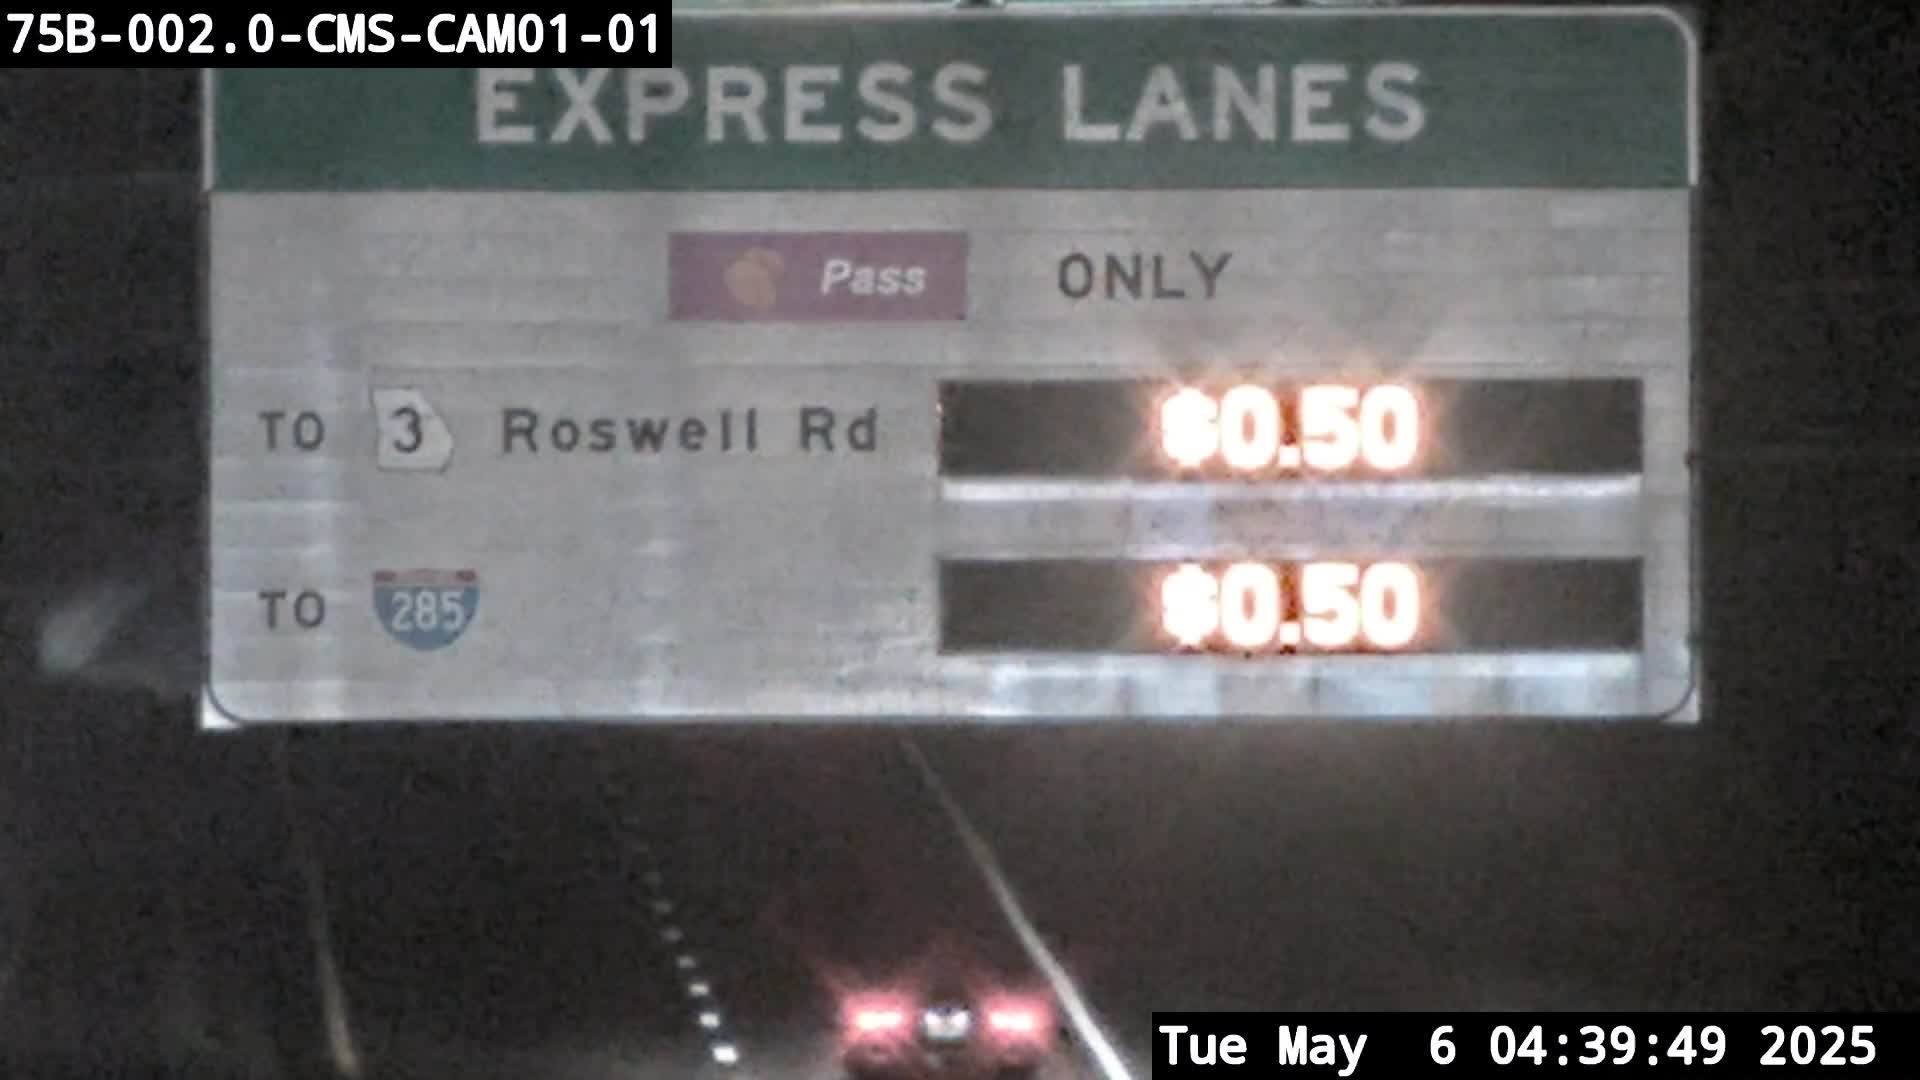 75B-002.0-CMS-CAM01-01
EXPRESS LANES
Pass ONLY
TO 3 Roswell Rd $0.50
TO 285 $0.50
Tue May 6 04:39:49 2025